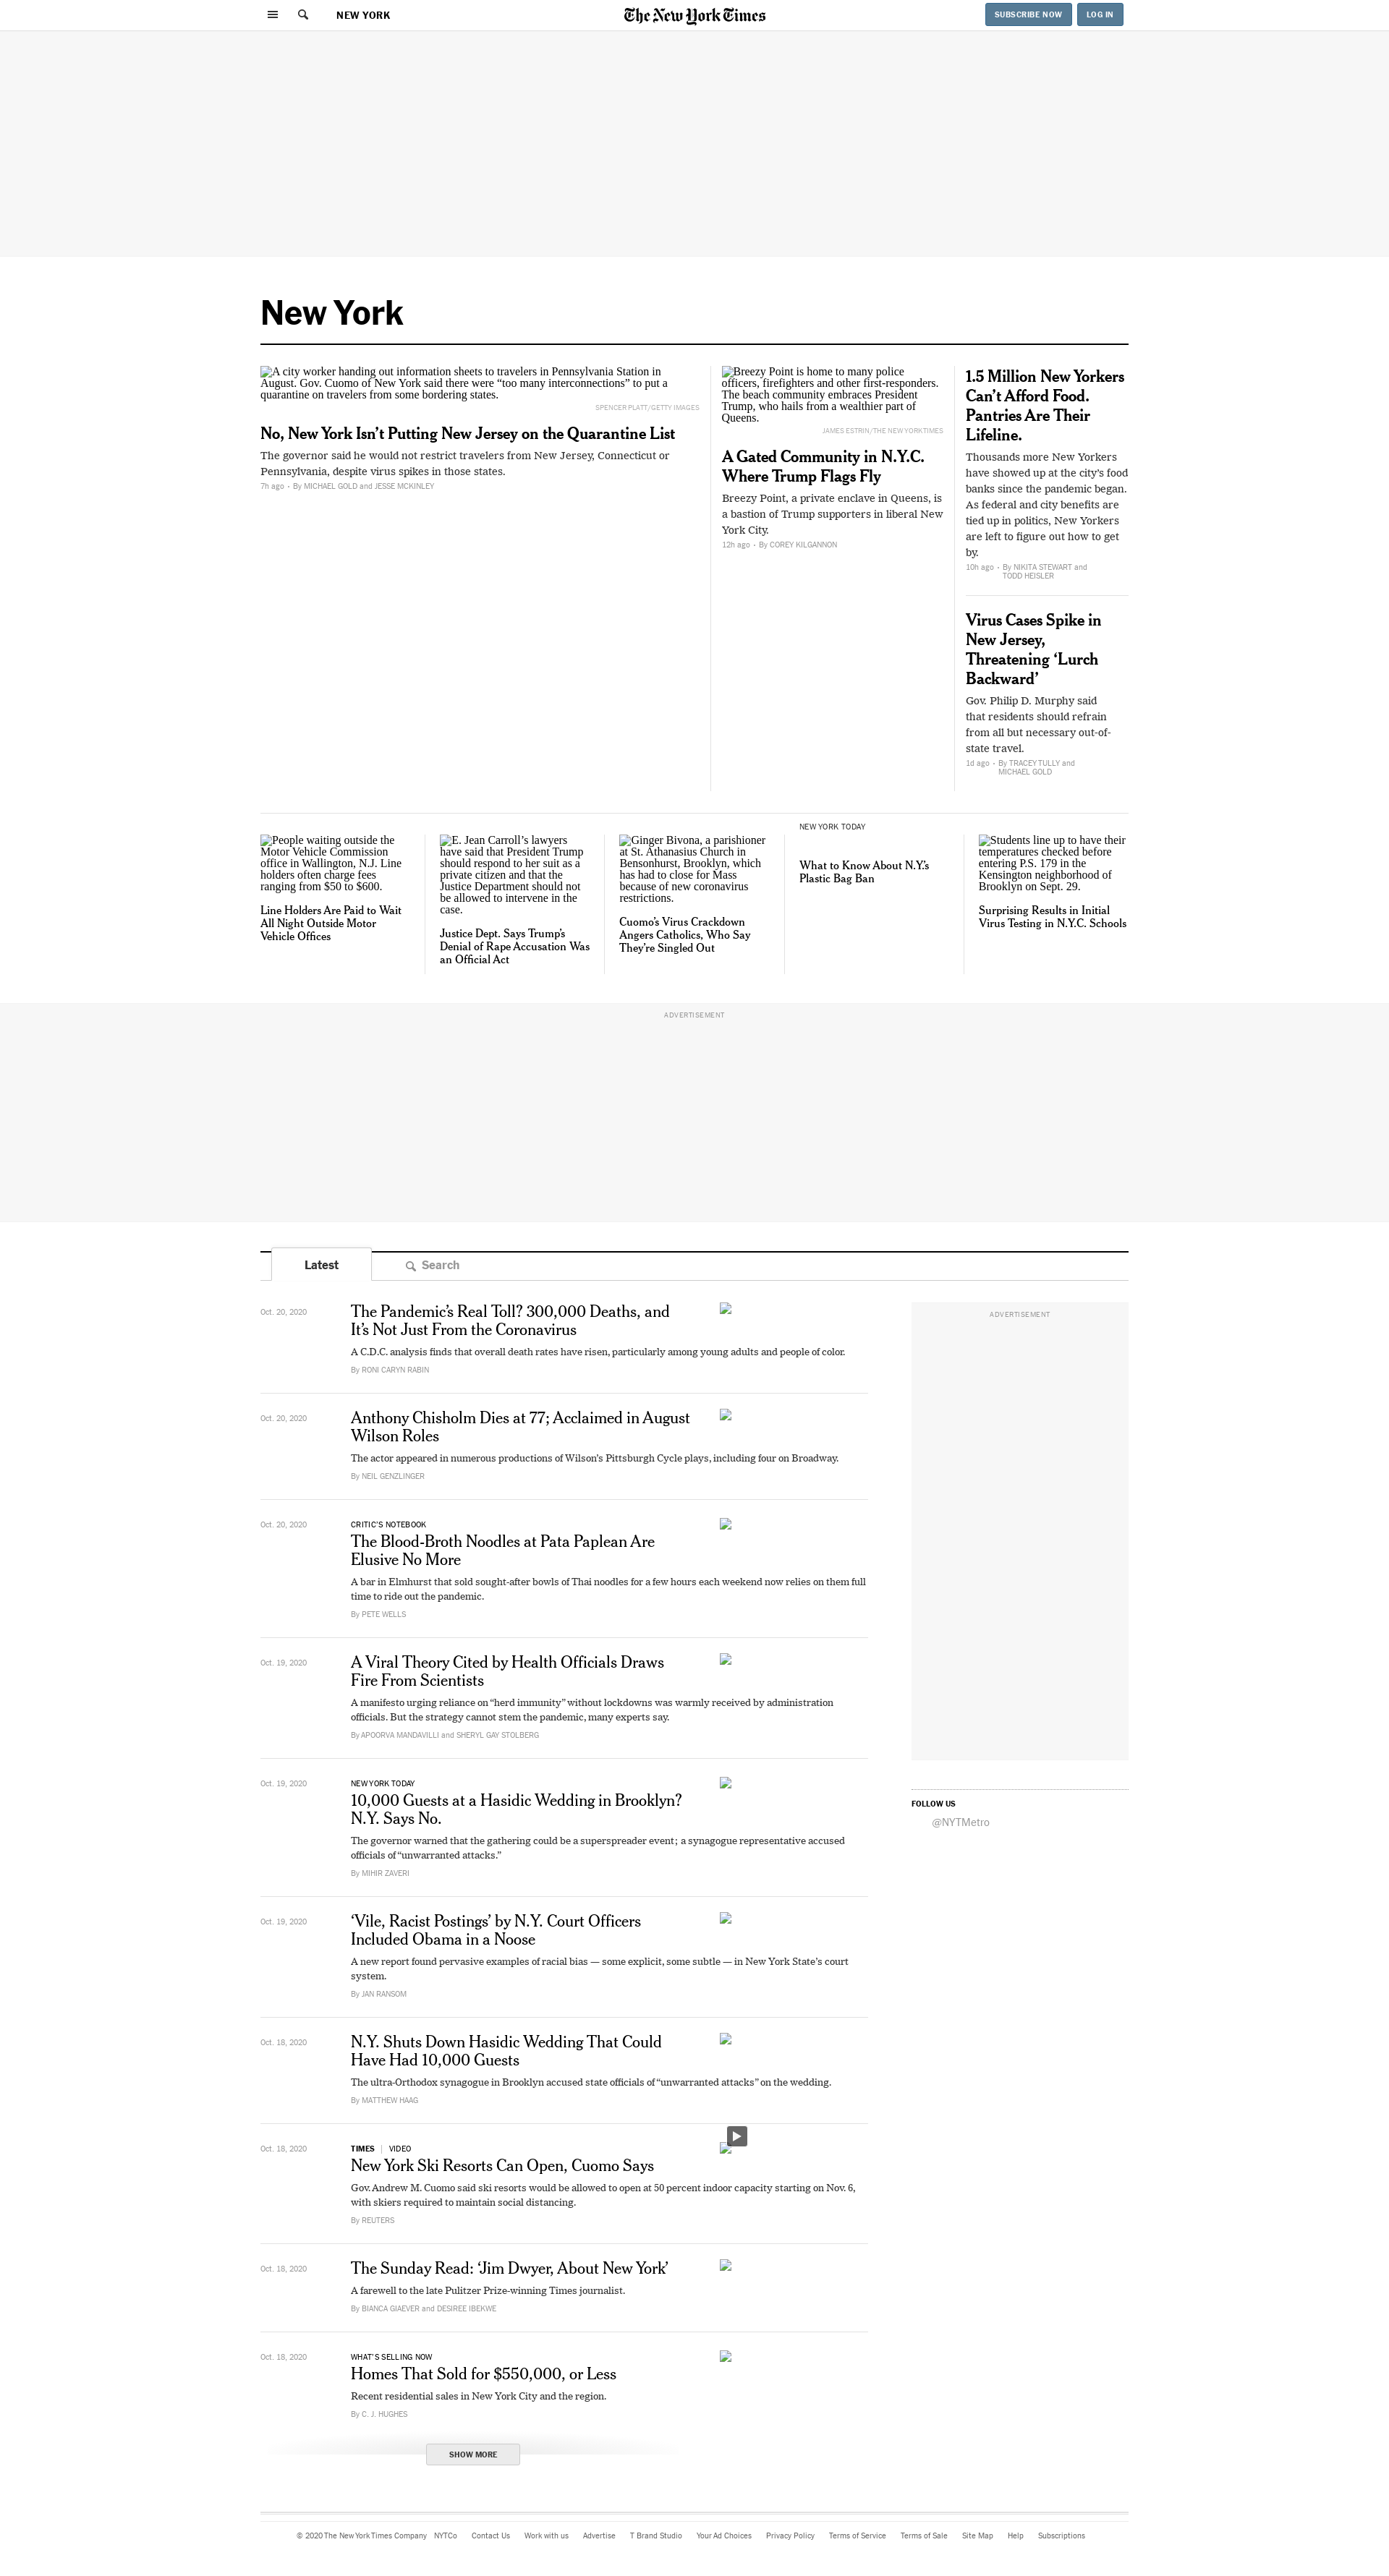 NEW YORK
The New York Times
SUBSCRIBE NOW
LOG IN
New York
A city worker handing out information sheets to travelers in Pennsylvania Station in
August. Gov. Cuomo of New York said there were “too many interconnections” to put a
quarantine on travelers from some bordering states.
SPENCER PLATT/GETTY IMAGES
No, New York Isn’t Putting New Jersey on the Quarantine List
The governor said he would not restrict travelers from New Jersey, Connecticut or
Pennsylvania, despite virus spikes in those states.
7h ago • By MICHAEL GOLD and JESSE MCKINLEY
Breezy Point is home to many police
officers, firefighters and other first-responders.
The beach community embraces President
Trump, who hails from a wealthier part of
Queens.
JAMES ESTRIN/THE NEW YORK TIMES
A Gated Community in N.Y.C.
Where Trump Flags Fly
Breezy Point, a private enclave in Queens, is
a bastion of Trump supporters in liberal New
York City.
12h ago • By COREY KILGANNON
1.5 Million New Yorkers
Can’t Afford Food.
Pantries Are Their
Lifeline.
Thousands more New Yorkers
have showed up at the city’s food
banks since the pandemic began.
As federal and city benefits are
tied up in politics, New Yorkers
are left to figure out how to get
by.
10h ago • By NIKITA STEWART and
TODD HEISLER
Virus Cases Spike in
New Jersey,
Threatening ‘Lurch
Backward’
Gov. Philip D. Murphy said
that residents should refrain
from all but necessary out-of-
state travel.
1d ago • By TRACEY TULLY and
MICHAEL GOLD
People waiting outside the
Motor Vehicle Commission
office in Wallington, N.J. Line
holders often charge fees
ranging from $50 to $600.
Line Holders Are Paid to Wait
All Night Outside Motor
Vehicle Offices
E. Jean Carroll’s lawyers
have said that President Trump
should respond to her suit as a
private citizen and that the
Justice Department should not
be allowed to intervene in the
case.
Justice Dept. Says Trump’s
Denial of Rape Accusation Was
an Official Act
Ginger Bivona, a parishioner
at St. Athanasius Church in
Bensonhurst, Brooklyn, which
has had to close for Mass
because of new coronavirus
restrictions.
Cuomo’s Virus Crackdown
Angers Catholics, Who Say
They’re Singled Out
NEW YORK TODAY
What to Know About N.Y.’s
Plastic Bag Ban
Students line up to have their
temperatures checked before
entering P.S. 179 in the
Kensington neighborhood of
Brooklyn on Sept. 29.
Surprising Results in Initial
Virus Testing in N.Y.C. Schools
ADVERTISEMENT
Latest
Search
Oct. 20, 2020
The Pandemic’s Real Toll? 300,000 Deaths, and
It’s Not Just From the Coronavirus
A C.D.C. analysis finds that overall death rates have risen, particularly among young adults and people of color.
By RONI CARYN RABIN
ADVERTISEMENT
Oct. 20, 2020
Anthony Chisholm Dies at 77; Acclaimed in August
Wilson Roles
The actor appeared in numerous productions of Wilson’s Pittsburgh Cycle plays, including four on Broadway.
By NEIL GENZLINGER
Oct. 20, 2020
CRITIC’S NOTEBOOK
The Blood-Broth Noodles at Pata Paplean Are
Elusive No More
A bar in Elmhurst that sold sought-after bowls of Thai noodles for a few hours each weekend now relies on them full
time to ride out the pandemic.
By PETE WELLS
Oct. 19, 2020
A Viral Theory Cited by Health Officials Draws
Fire From Scientists
A manifesto urging reliance on “herd immunity” without lockdowns was warmly received by administration
officials. But the strategy cannot stem the pandemic, many experts say.
By APOORVA MANDAVILLI and SHERYL GAY STOLBERG
Oct. 19, 2020
NEW YORK TODAY
10,000 Guests at a Hasidic Wedding in Brooklyn?
N.Y. Says No.
The governor warned that the gathering could be a superspreader event; a synagogue representative accused
officials of “unwarranted attacks.”
By MIHIR ZAVERI
FOLLOW US
@NYTMetro
Oct. 19, 2020
‘Vile, Racist Postings’ by N.Y. Court Officers
Included Obama in a Noose
A new report found pervasive examples of racial bias — some explicit, some subtle — in New York State’s court
system.
By JAN RANSOM
Oct. 18, 2020
N.Y. Shuts Down Hasidic Wedding That Could
Have Had 10,000 Guests
The ultra-Orthodox synagogue in Brooklyn accused state officials of “unwarranted attacks” on the wedding.
By MATTHEW HAAG
Oct. 18, 2020
TIMES | VIDEO
New York Ski Resorts Can Open, Cuomo Says
Gov. Andrew M. Cuomo said ski resorts would be allowed to open at 50 percent indoor capacity starting on Nov. 6,
with skiers required to maintain social distancing.
By REUTERS
Oct. 18, 2020
The Sunday Read: ‘Jim Dwyer, About New York’
A farewell to the late Pulitzer Prize-winning Times journalist.
By BIANCA GIAEVER and DESIREE IBEKWE
Oct. 18, 2020
WHAT’S SELLING NOW
Homes That Sold for $550,000, or Less
Recent residential sales in New York City and the region.
By C. J. HUGHES
SHOW MORE
© 2020 The New York Times Company NYTCo Contact Us Work with us Advertise T Brand Studio Your Ad Choices Privacy Policy Terms of Service Terms of Sale Site Map Help Subscriptions